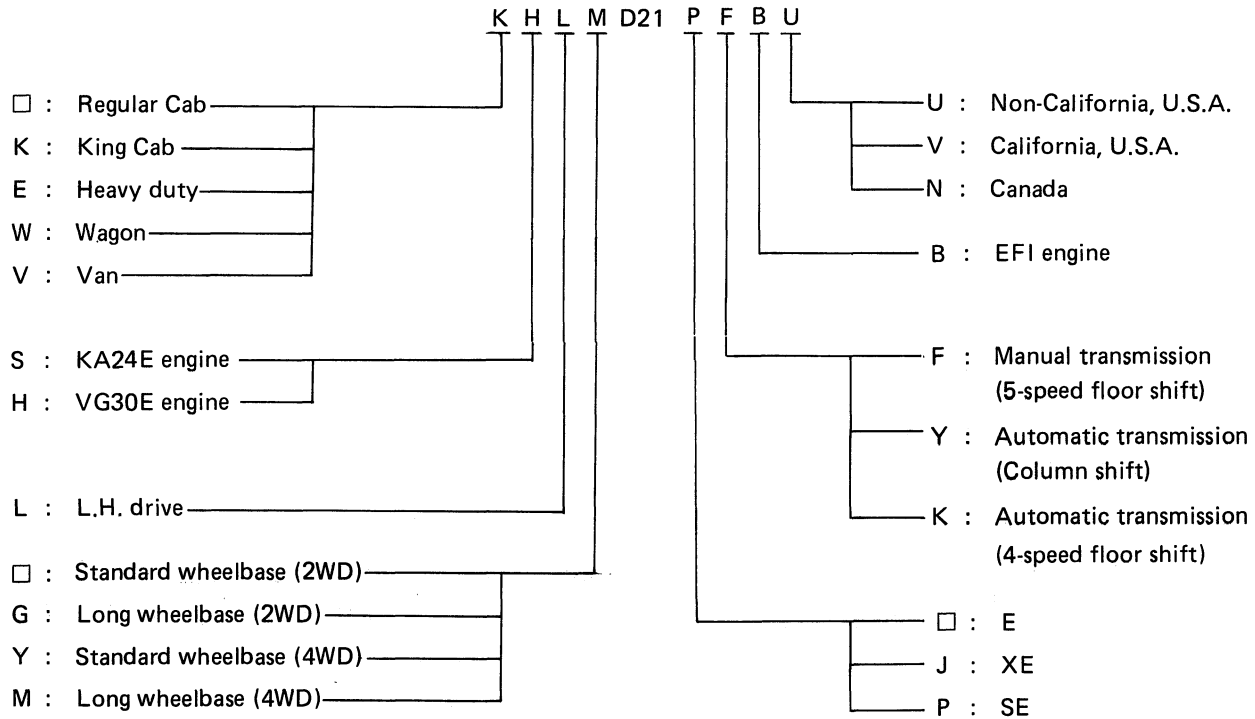 K H L M D21 P F B U
□ : Regular Cab
K : King Cab
E : Heavy duty
W : Wagon
V : Van
S : KA24E engine
H : VG30E engine
L : L.H. drive
□ : Standard wheelbase (2WD)
G : Long wheelbase (2WD)
Y : Standard wheelbase (4WD)
M : Long wheelbase (4WD)
U : Non-California, U.S.A.
V : California, U.S.A.
N : Canada
B : EFI engine
F : Manual transmission
(5-speed floor shift)
Y : Automatic transmission
(Column shift)
K : Automatic transmission
(4-speed floor shift)
□ : E
J : XE
P : SE